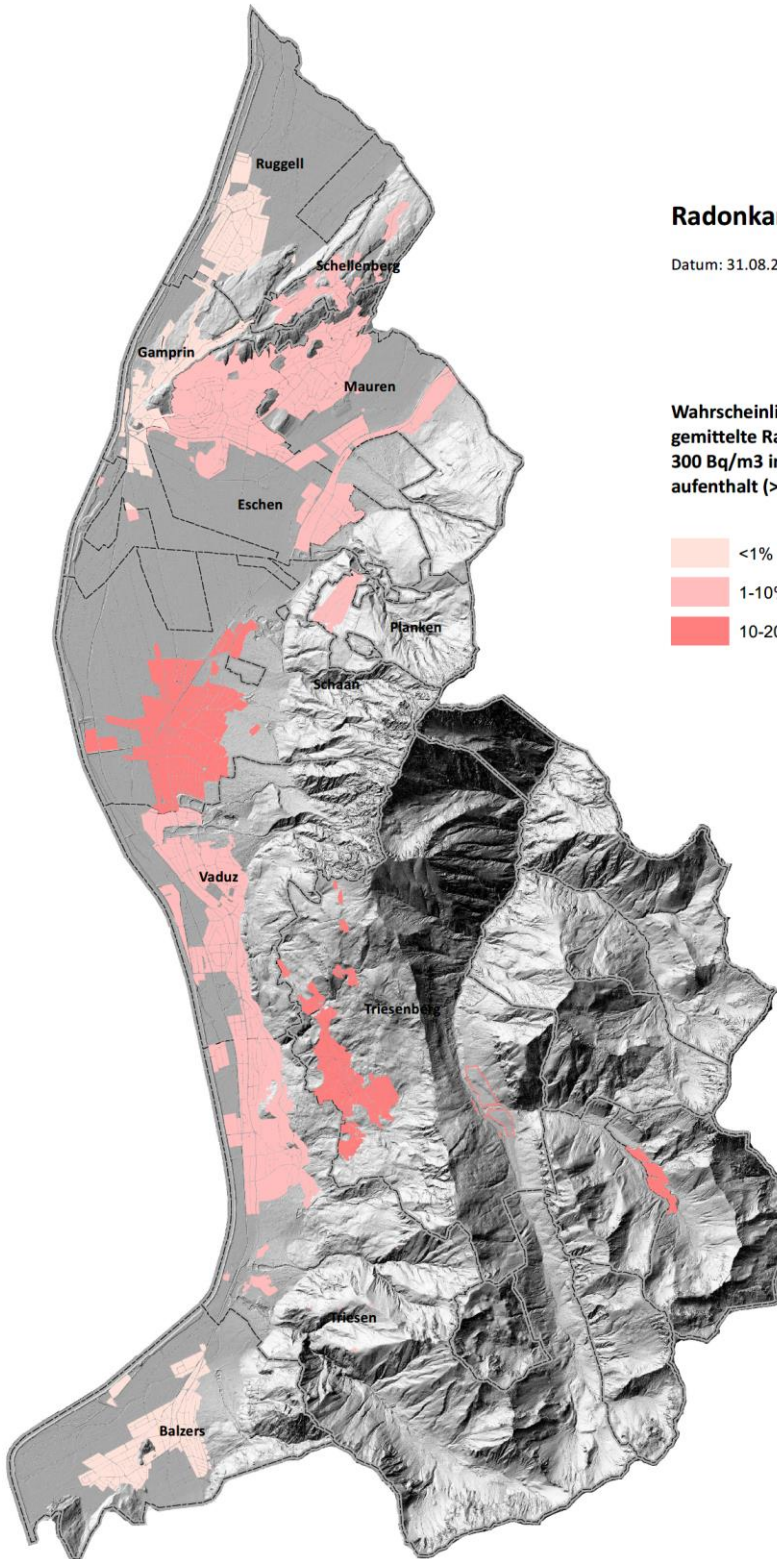 Ruggell
Radonkar
Datum: 31.08.2
Schellenberg
Gamprin
Mauren
Wahrscheinli
gemittelte Ra
300 Bq/m3 in
aufenthalt (>
Eschen
<1%
1-10%
10-20
Planken
Schaan
Vaduz
Triesenberg
Triesen
Balzers